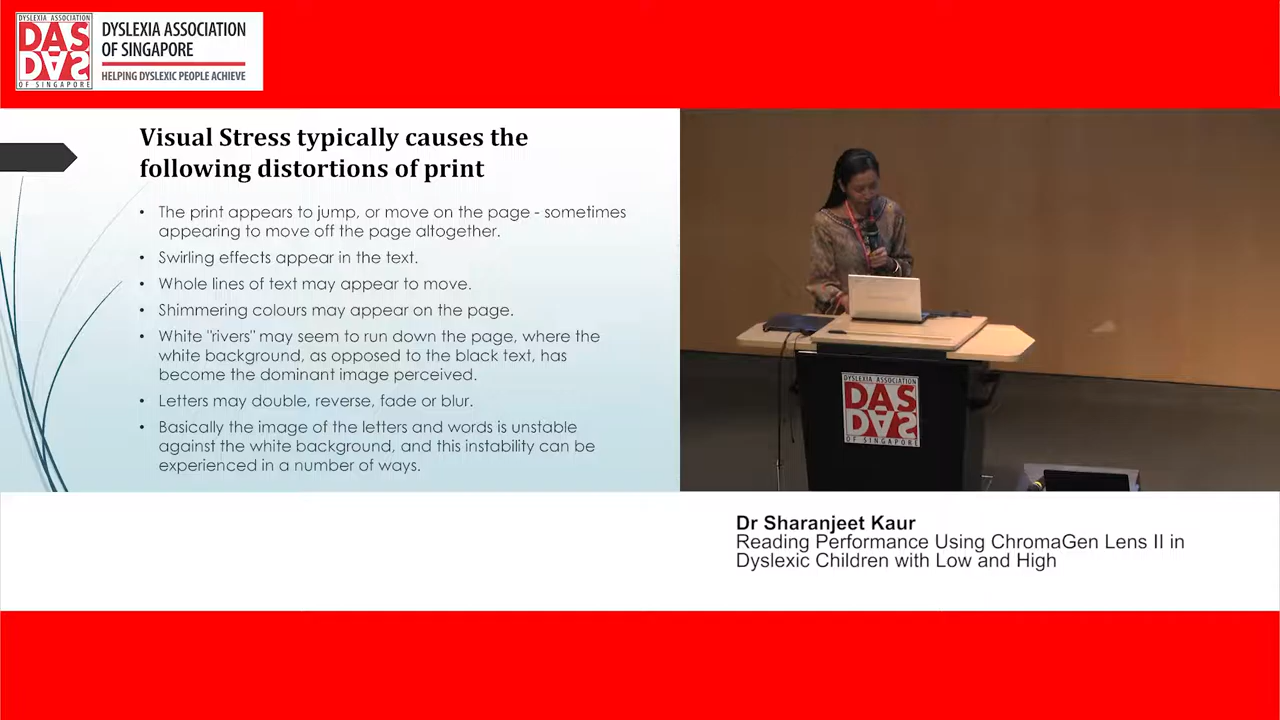 DYSLEXIA ASSOCIATION
DAS
DAS
OF SINGAPORE
DYSLEXIA ASSOCIATION
OF SINGAPORE
HELPING DYSLEXIC PEOPLE ACHIEVE
Visual Stress typically causes the
following distortions of print
• The print appears to jump, or move on the page - sometimes
appearing to move off the page altogether.
• Swirling effects appear in the text.
• Whole lines of text may appear to move.
• Shimmering colours may appear on the page.
• White "rivers" may seem to run down the page, where the
white background, as opposed to the black text, has
become the dominant image perceived.
• Letters may double, reverse, fade or blur.
• Basically the image of the letters and words is unstable
against the white background, and this instability can be
experienced in a number of ways.
DYSLEXIA ASSOCIATION
DAS
DAS
OF SINGAPORE
Dr Sharanjeet Kaur
Reading Performance Using ChromaGen Lens II in
Dyslexic Children with Low and High